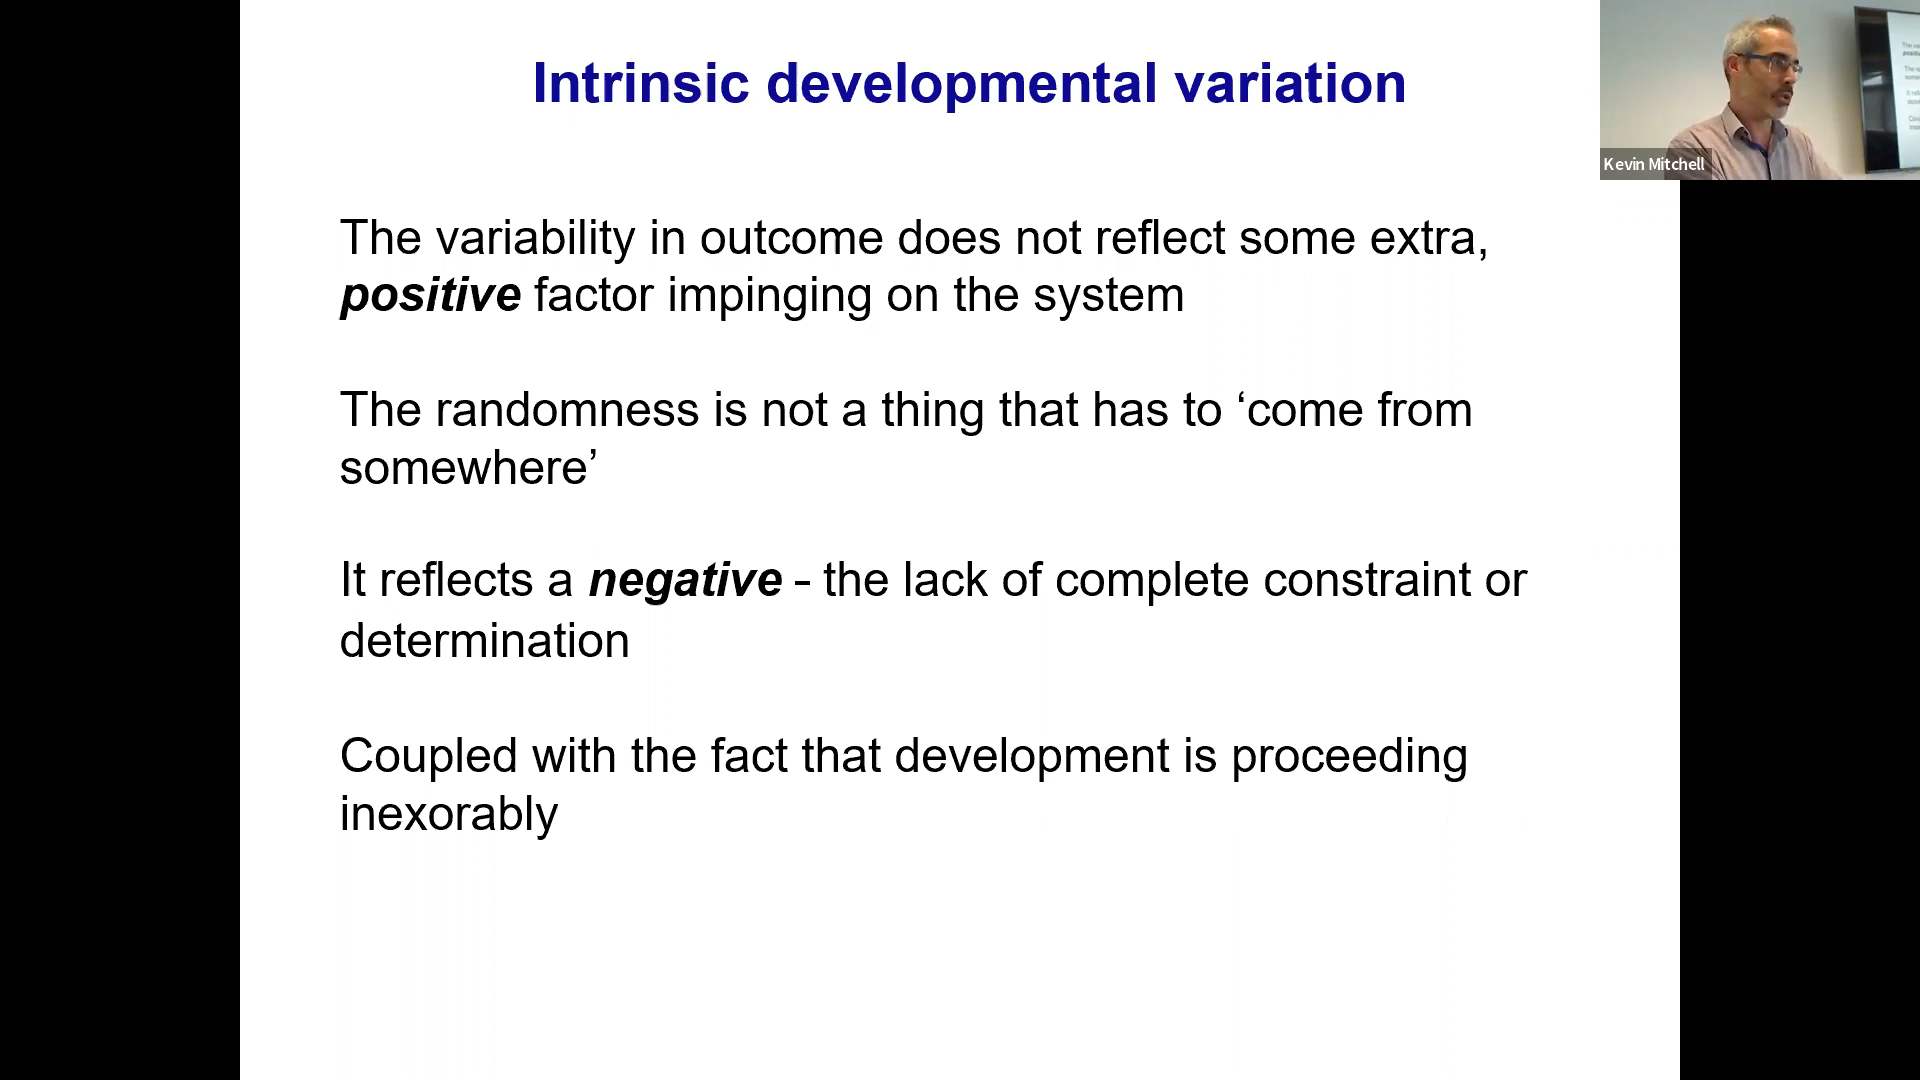 Intrinsic developmental variation
Kevin Mitchell
The variability in outcome does not reflect some extra,
positive factor impinging on the system
The randomness is not a thing that has to ‘come from
somewhere’
It reflects a negative - the lack of complete constraint or
determination
Coupled with the fact that development is proceeding
inexorably